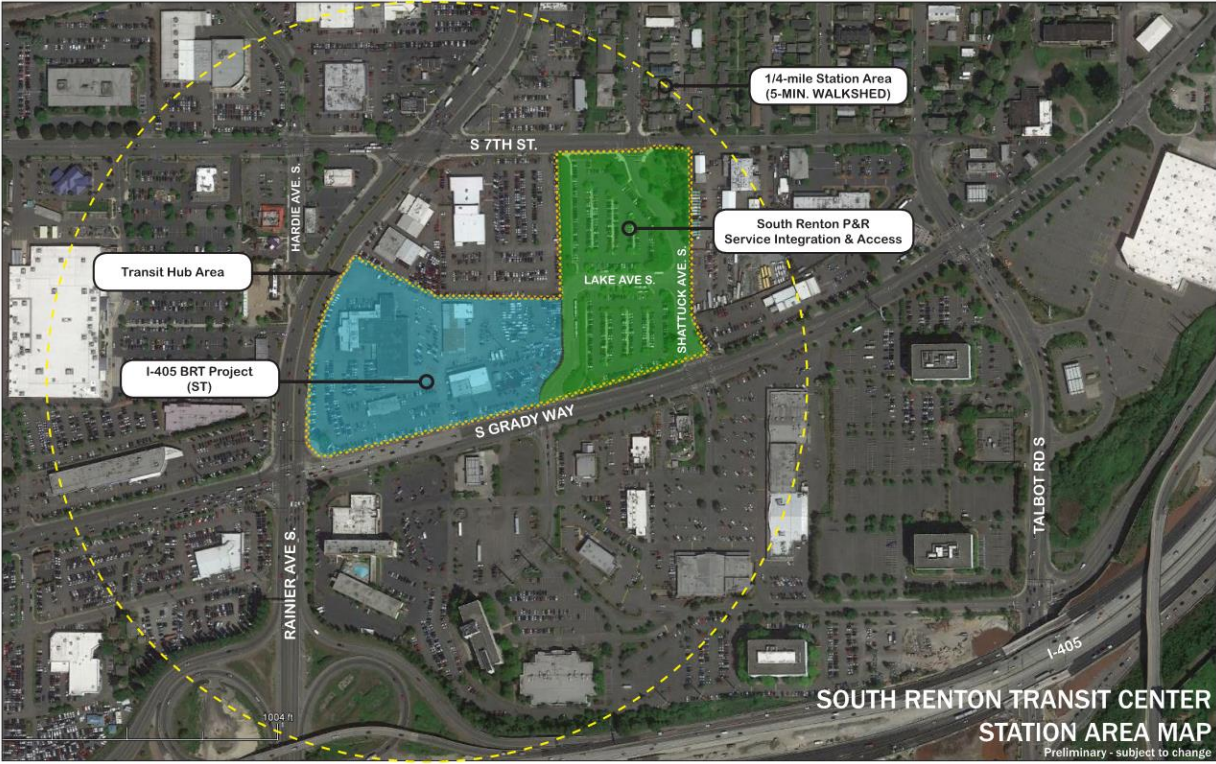 1/4-mile Station Area
(5-MIN. WALKSHED)
S 7TH ST.
HARDIE AVE. S.
South Renton P&R
Service Integration & Access
Transit Hub Area
LAKE AVE S.
SHATTUCK AVE. S.
I-405 BRT Project
(ST)
S GRADY WAY
TALBOT RD S
RAINIER AVE S.
I-405
1004 ft
SOUTH RENTON TRANSIT CENTER
STATION AREA MAP
Preliminary - subject to change